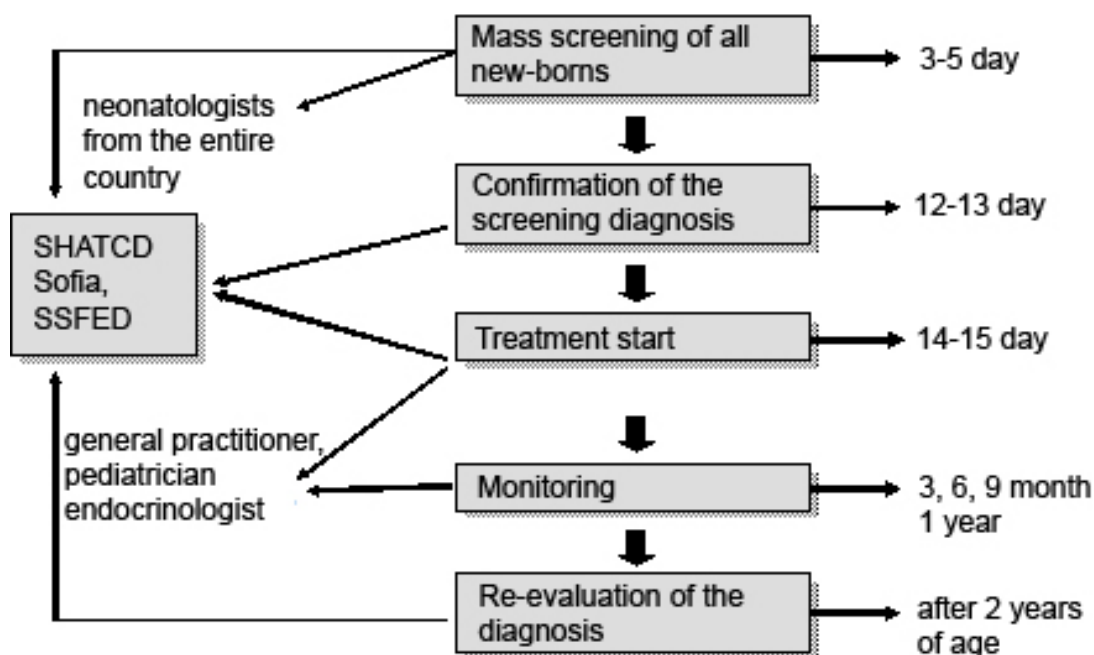 Mass screening of all
new-borns
3-5 day
neonatologists
from the entire
country
Confirmation of the
screening diagnosis
12-13 day
SHATCD
Sofia,
SSFED
Treatment start
14-15 day
general practitioner,
pediatrician
endocrinologist
Monitoring
3, 6, 9 month
1 year
Re-evaluation of the
diagnosis
after 2 years
of age